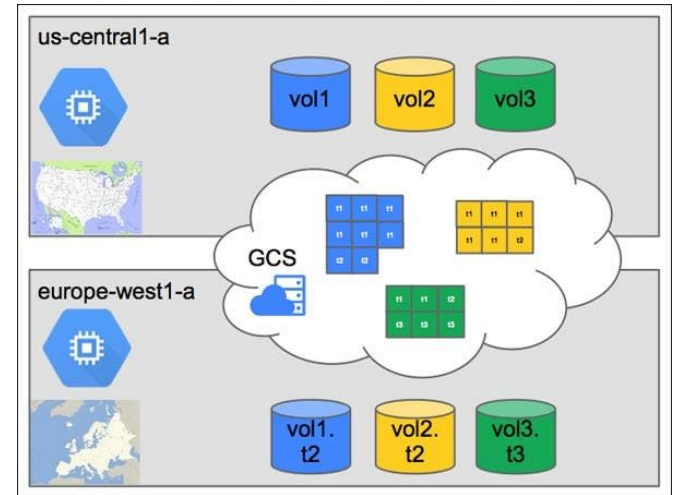 us-central1-a
vol1 vol2 vol3
t1 t1 t1
t1 t1 t1
t2 t2
t1 t1 t1
t1 t1 t2
GCS
t1 t1 t2
t3 t3 t3
europe-west1-a
vol1.
t2
vol2.
t2
vol3.
t3